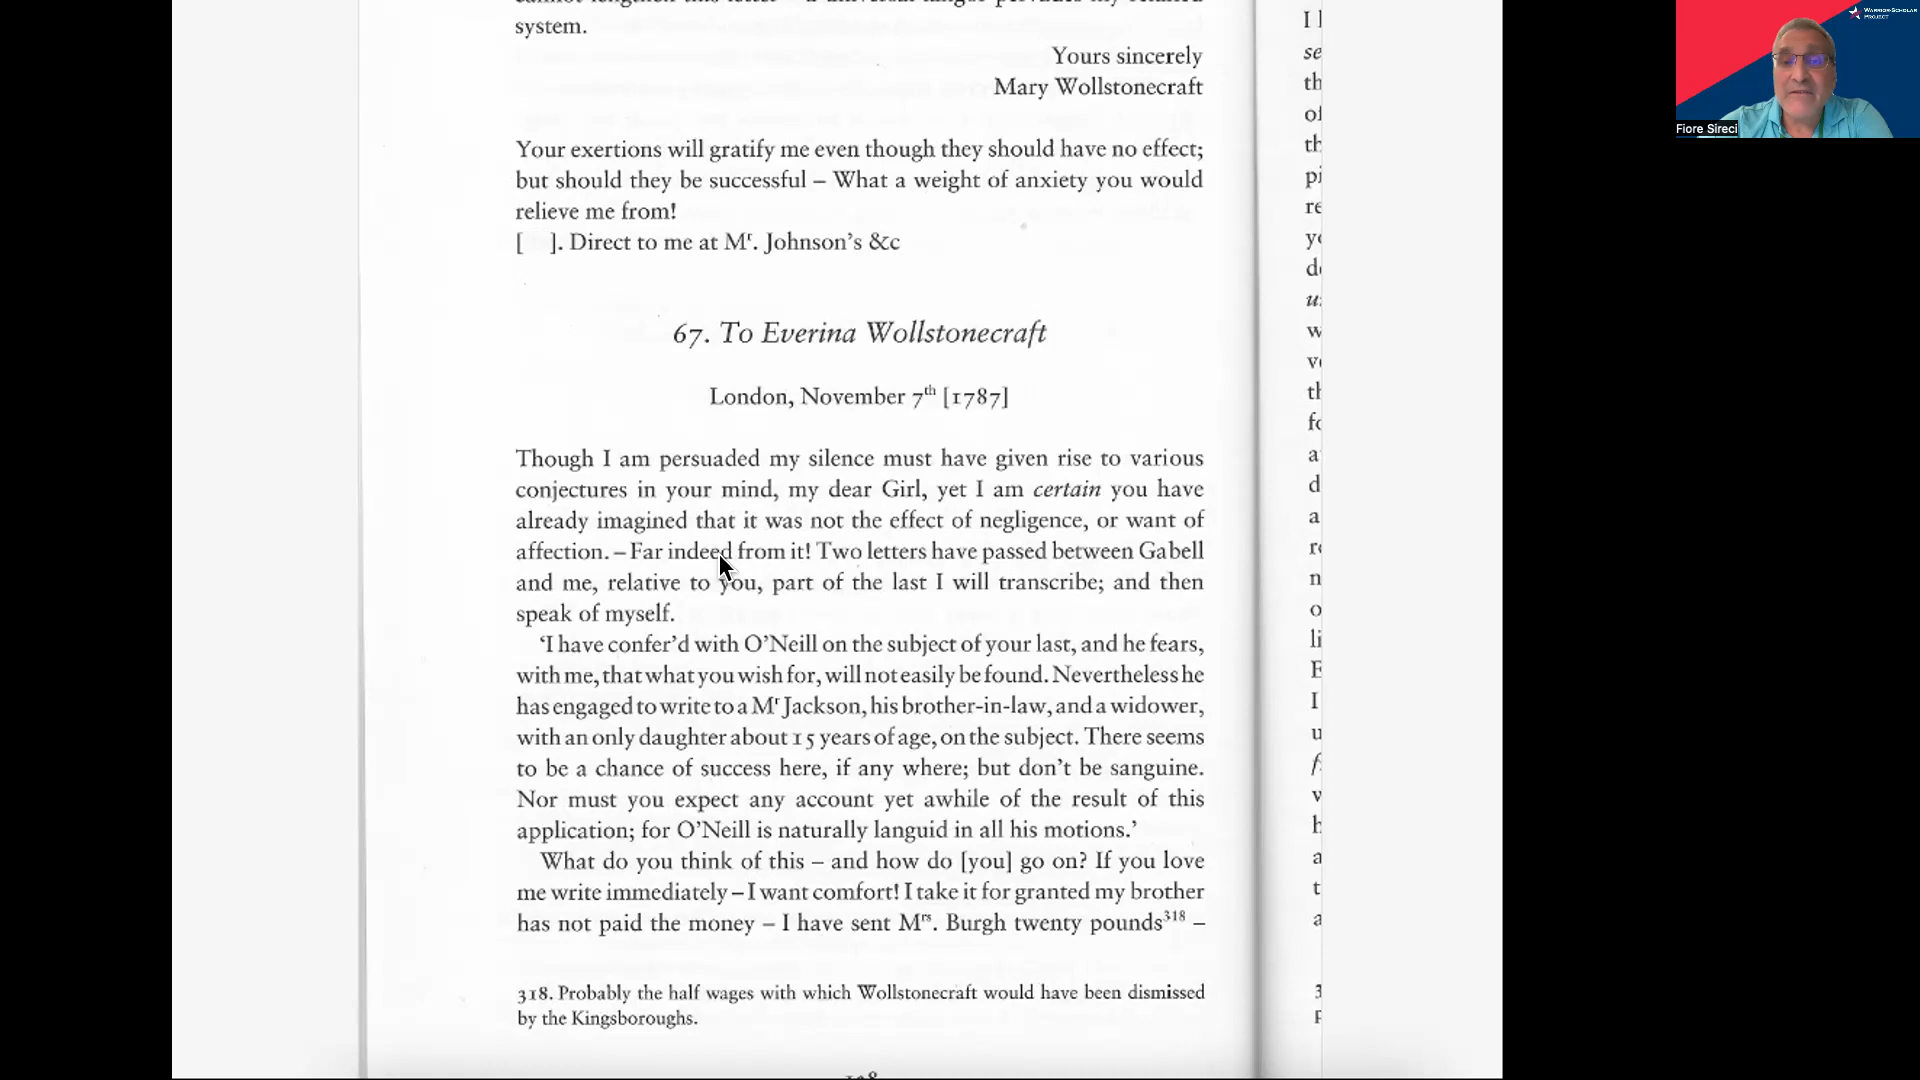 system.
Yours sincerely
Mary Wollstonecraft
Your exertions will gratify me even though they should have no effect;
but should they be successful – What a weight of anxiety you would
relieve me from!
[ ]. Direct to me at Mr. Johnson's &c
67. To Everina Wollstonecraft
London, November 7th [1787]
Though I am persuaded my silence must have given rise to various
conjectures in your mind, my dear Girl, yet I am certain you have
already imagined that it was not the effect of negligence, or want of
affection. – Far indeed from it! Two letters have passed between Gabell
and me, relative to you, part of the last I will transcribe; and then
speak of myself.
'I have confer'd with O'Neill on the subject of your last, and he fears,
with me, that what you wish for, will not easily be found. Nevertheless he
has engaged to write to a Mr Jackson, his brother-in-law, and a widower,
with an only daughter about 15 years of age, on the subject. There seems
to be a chance of success here, if any where; but don't be sanguine.
Nor must you expect any account yet awhile of the result of this
application; for O'Neill is naturally languid in all his motions.'
What do you think of this – and how do [you] go on? If you love
me write immediately – I want comfort! I take it for granted my brother
has not paid the money – I have sent Mrs. Burgh twenty pounds318 –
318. Probably the half wages with which Wollstonecraft would have been dismissed
by the Kingsboroughs.
WARRIOR-SCHOLAR
PROJECT
Fiore Sireci